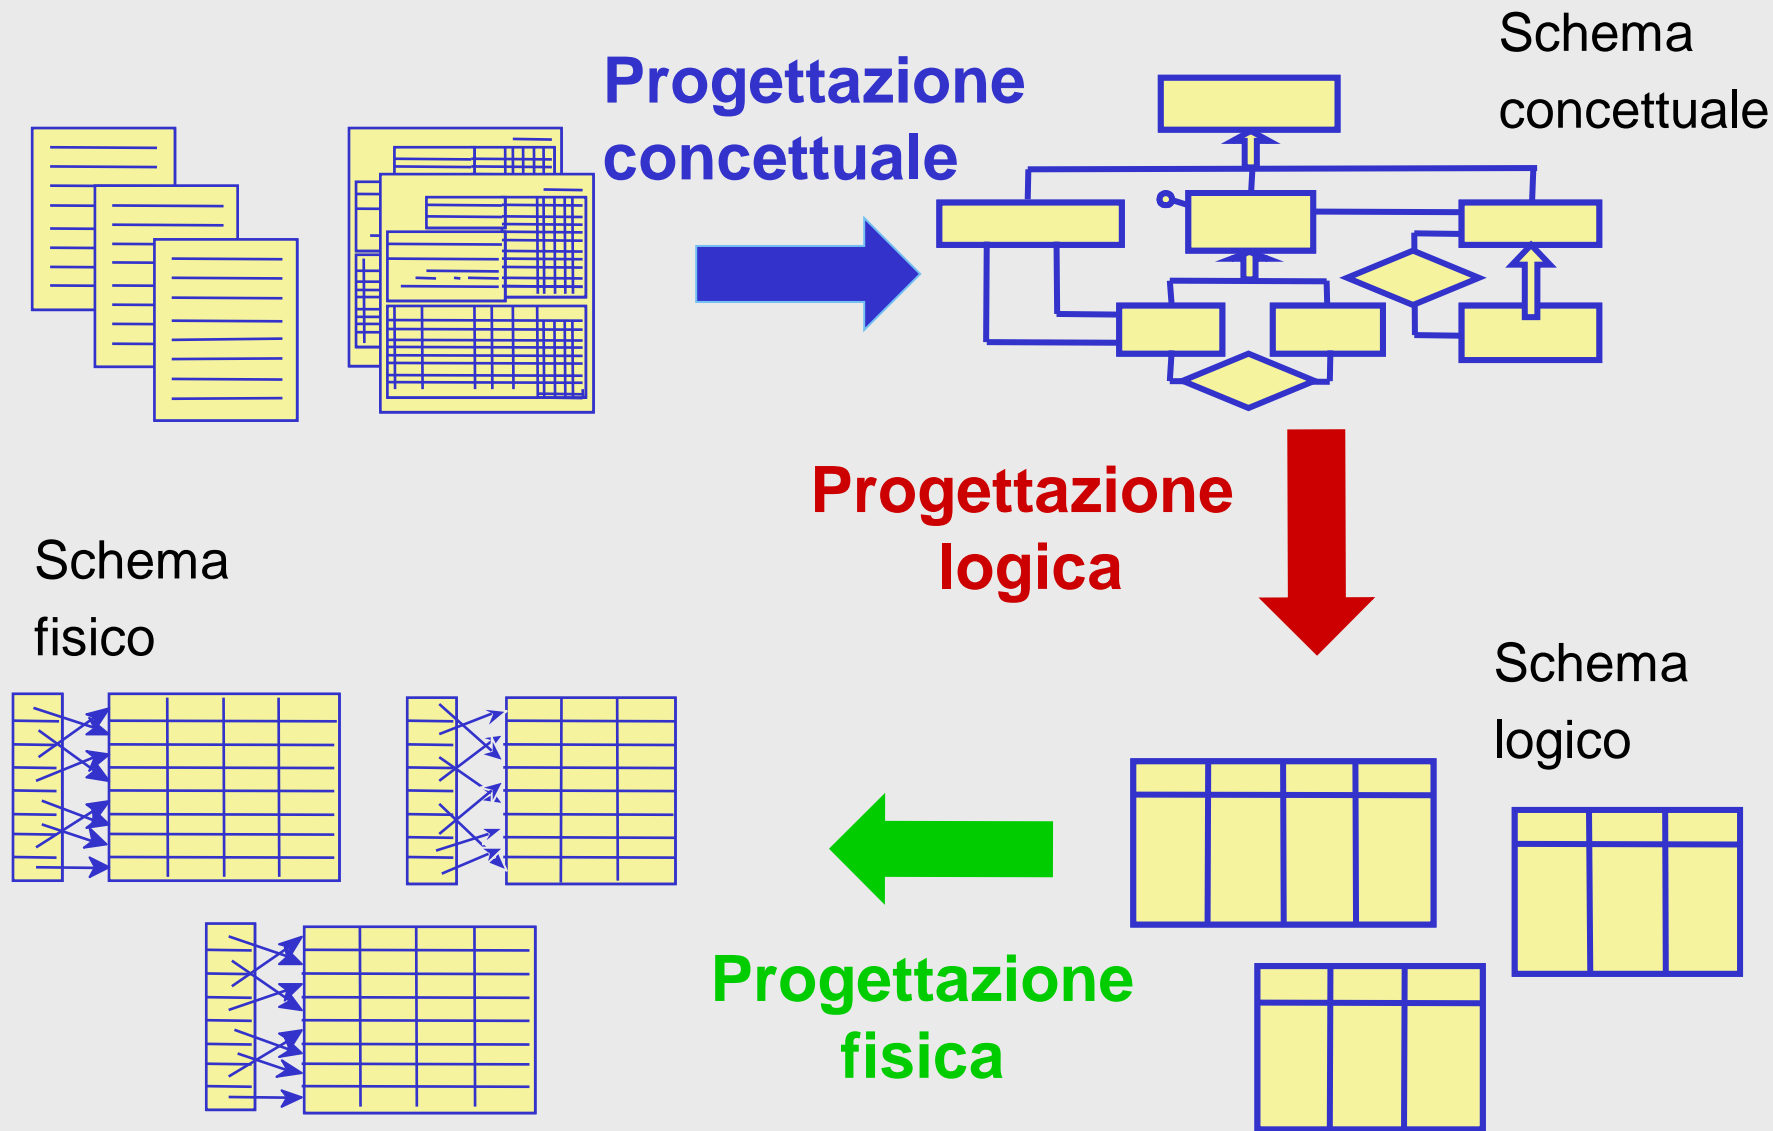 Schema
concettuale
Progettazione
concettuale
Progettazione
logica
Schema
fisico
Schema
logico
Progettazione
fisica